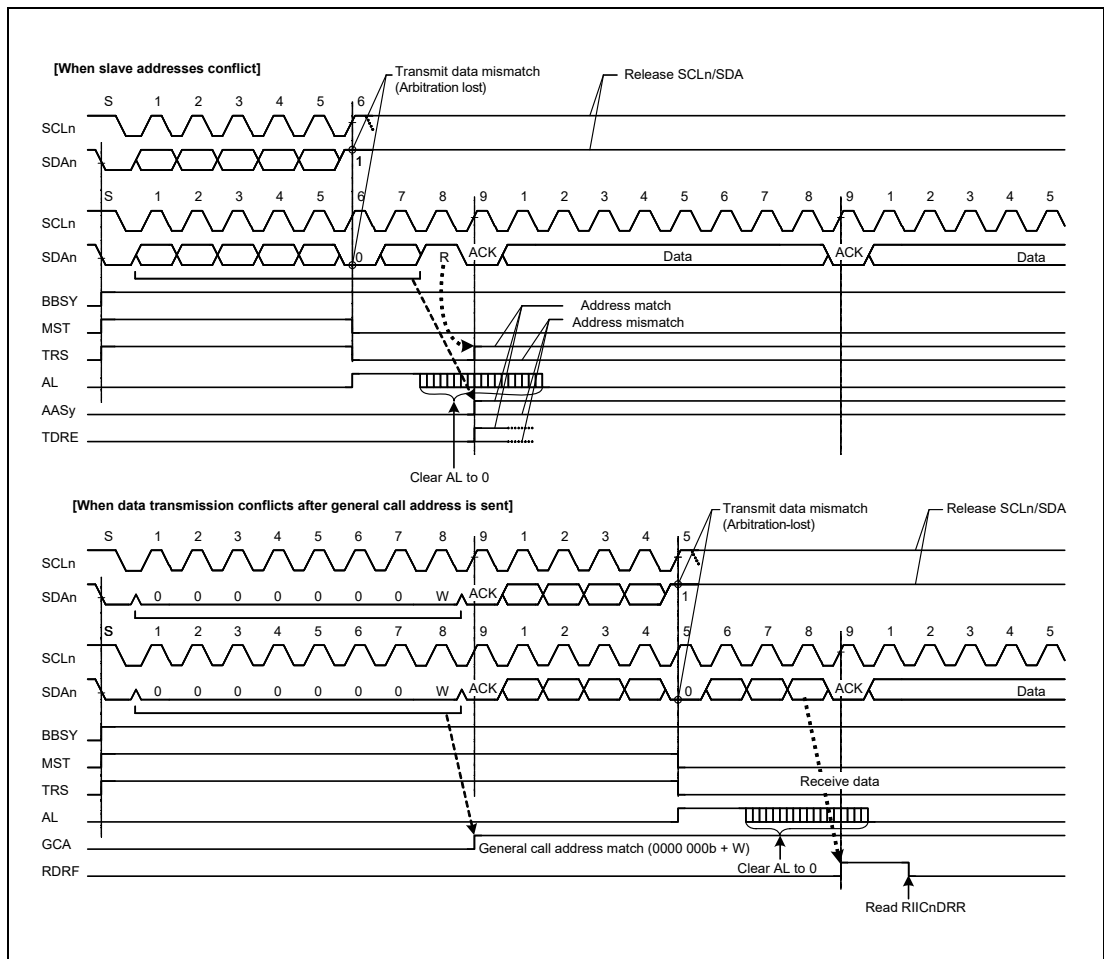 [When slave addresses conflict]
Transmit data mismatch
(Arbitration lost)
Release SCLn/SDA
S 1 2 3 4 5 6
SCLn
SDAn
1
S 1 2 3 4 5 6 7 8 9 1 2 3 4 5 6 7 8 9 1 2 3 4 5
SCLn
SDAn 0 R ACK Data ACK Data
BBSY
Address match
MST
Address mismatch
TRS
AL
AASy
TDRE
Clear AL to 0
[When data transmission conflicts after general call address is sent]
Transmit data mismatch
(Arbitration-lost)
Release SCLn/SDA
S 1 2 3 4 5 6 7 8 9 1 2 3 4 5
SCLn
SDAn 0 0 0 0 0 0 0 W ACK 1
S 1 2 3 4 5 6 7 8 9 1 2 3 4 5 6 7 8 9 1 2 3 4 5
SCLn
SDAn 0 0 0 0 0 0 0 W ACK 0 ACK Data
BBSY
MST
TRS
Receive data
AL
GCA
General call address match (0000 000b + W)
Clear AL to 0
RDRF
Read RIICnDRR